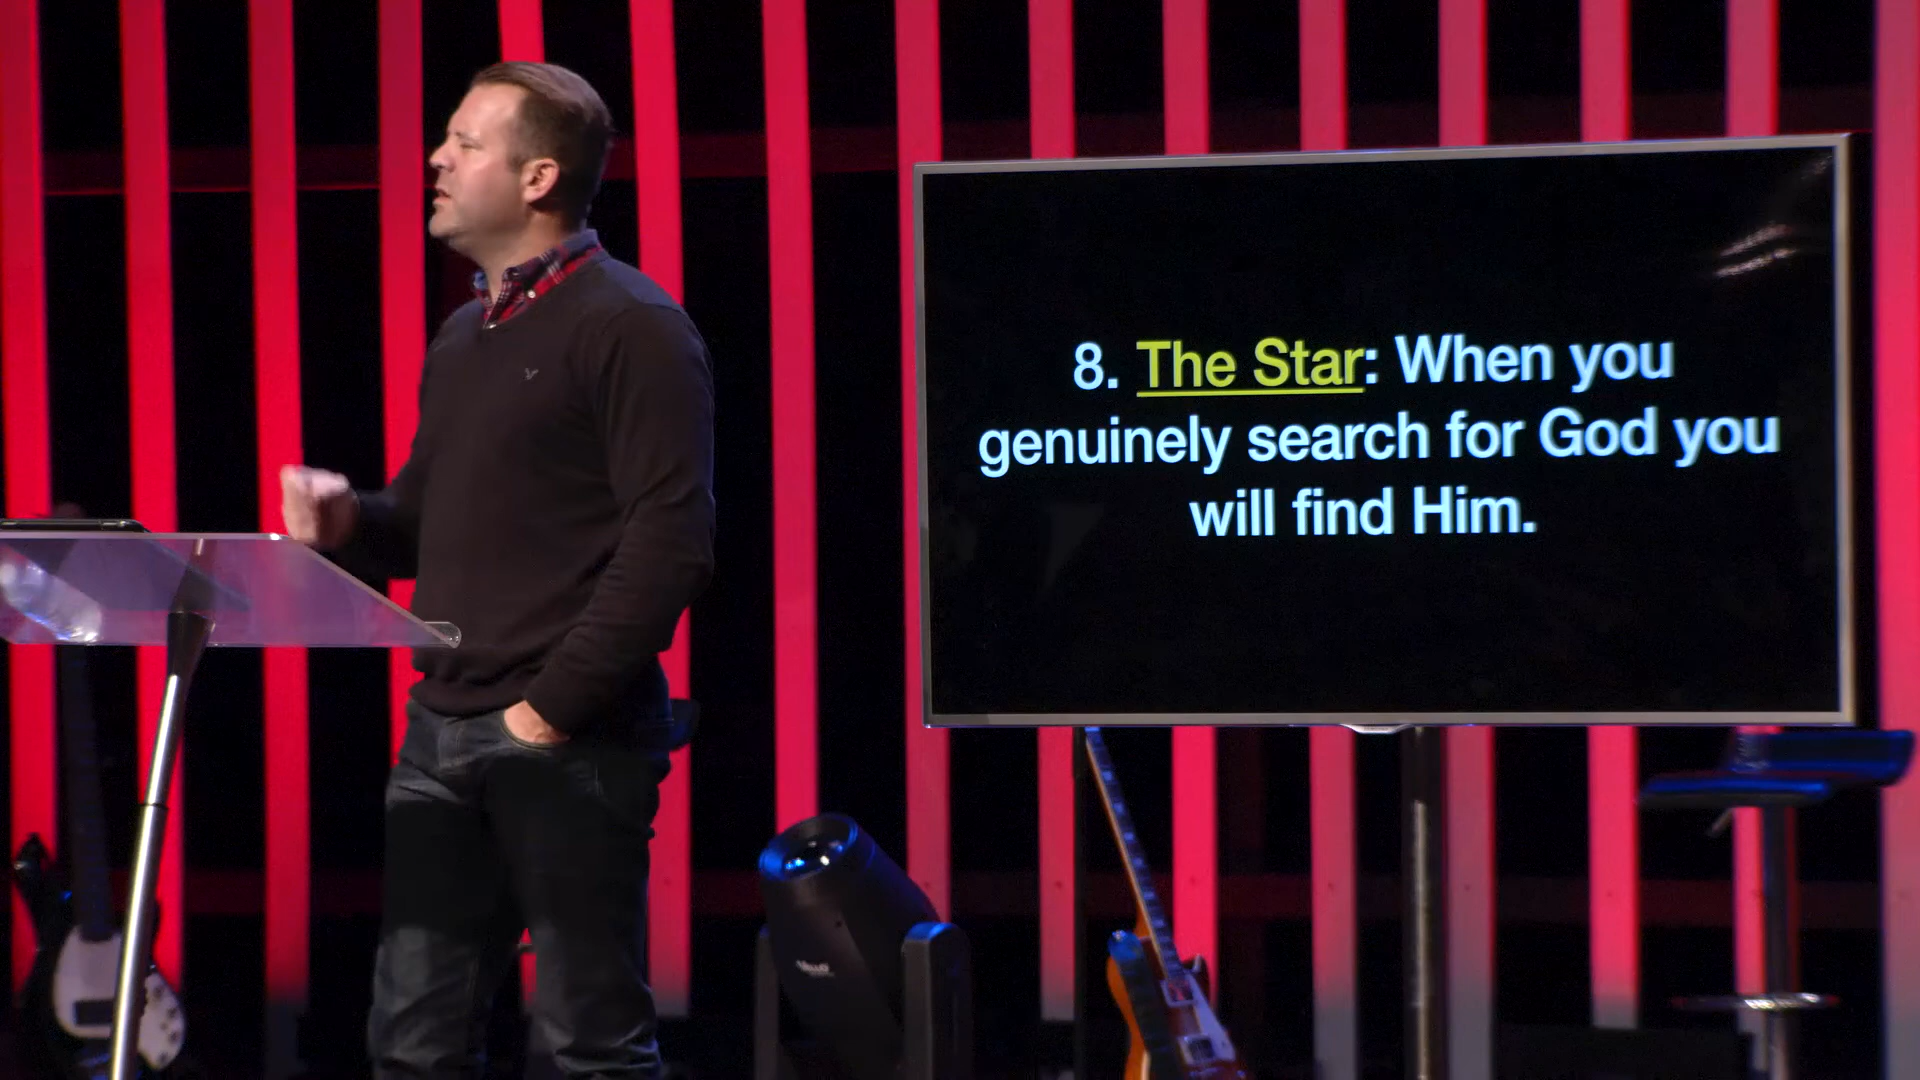 8. The Star: When you
genuinely search for God you
will find Him.